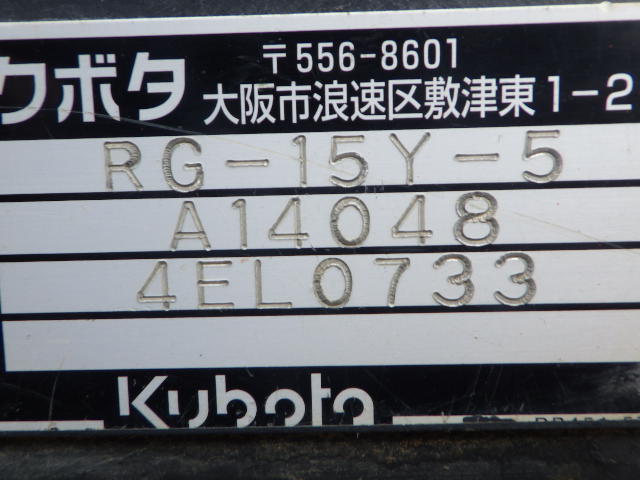 クボタ
〒556-8601
大阪市浪速区敷津東1-2
RG-15Y-5
A14048
4EL0733
Kubota